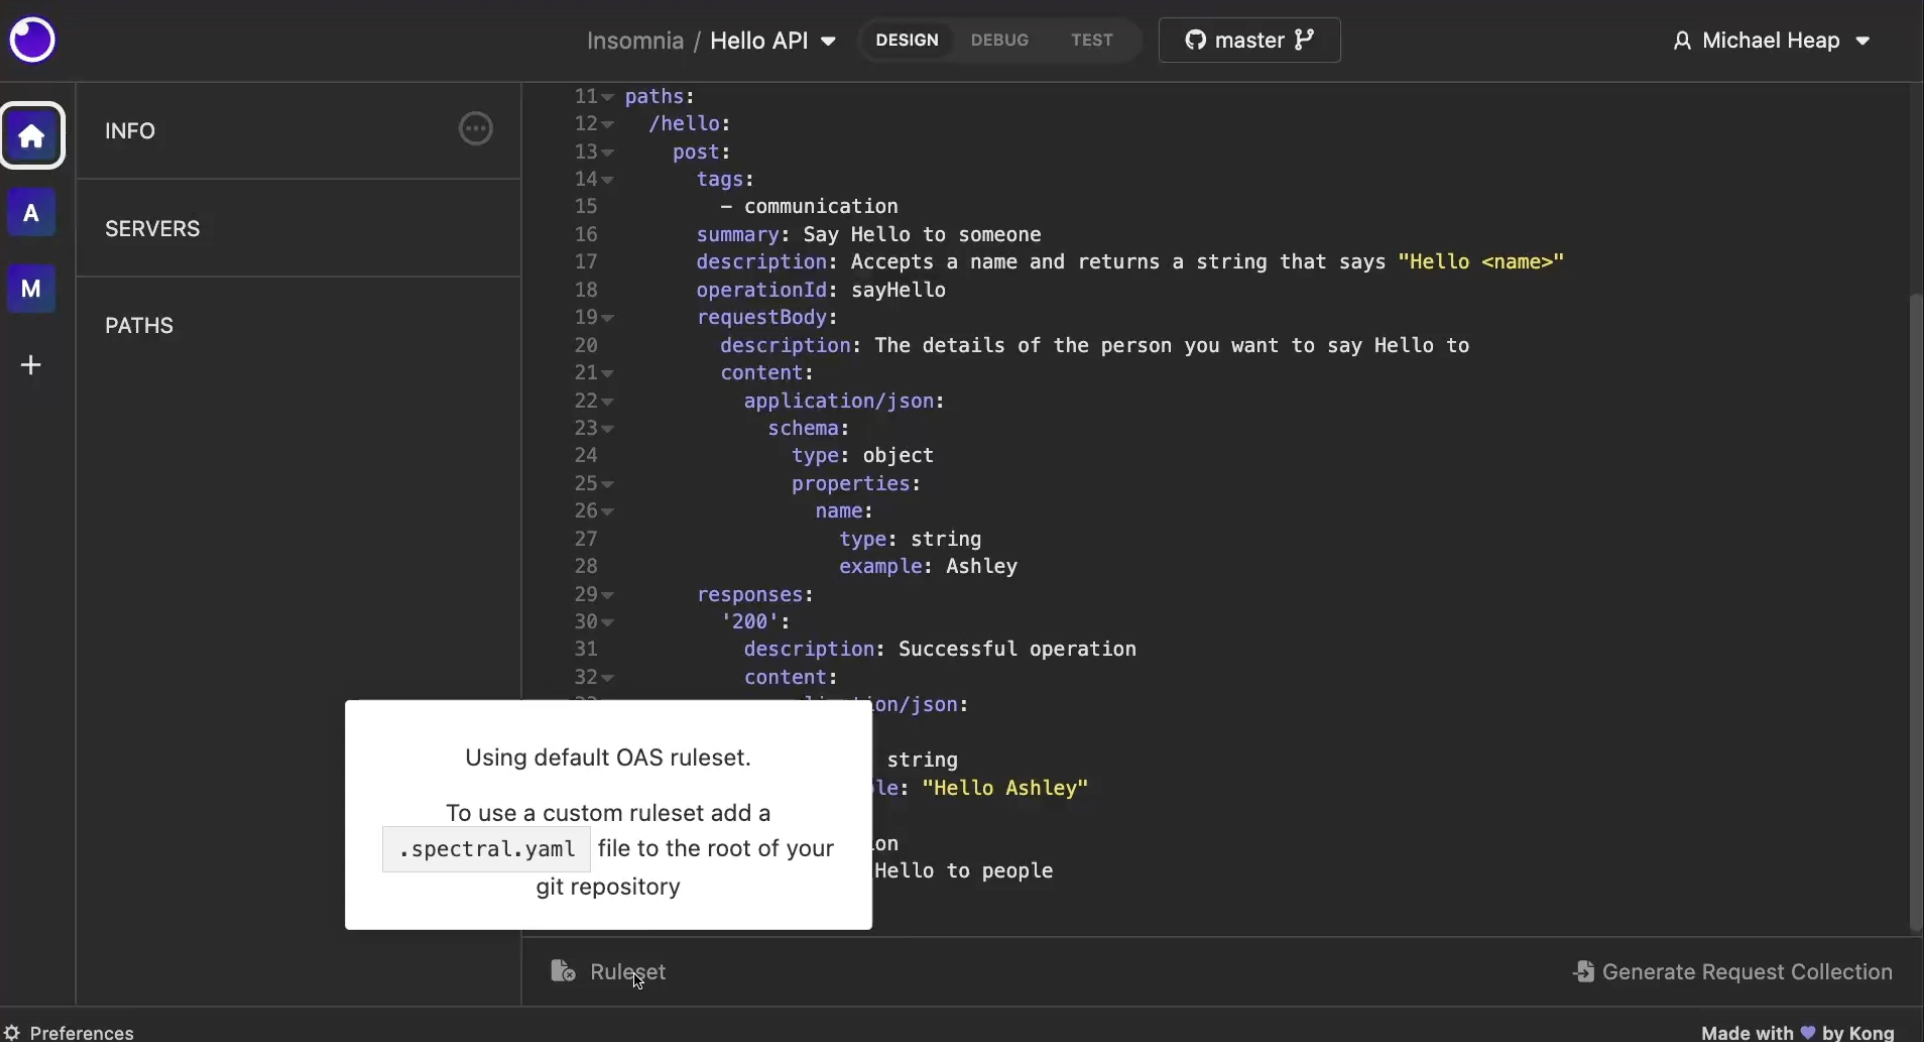 Insomnia / Hello API
DESIGN
DEBUG
TEST
master
Michael Heap
INFO
SERVERS
PATHS
A
M
+
11 paths:
12 /hello:
13 post:
14 tags:
15 - communication
16 summary: Say Hello to someone
17 description: Accepts a name and returns a string that says "Hello <name>"
18 operationId: sayHello
19 requestBody:
20 description: The details of the person you want to say Hello to
21 content:
22 application/json:
23 schema:
24 type: object
25 properties:
26 name:
27 type: string
28 example: Ashley
29 responses:
30 '200':
31 description: Successful operation
32 content:
on/json:
string
le: "Hello Ashley"
on
Hello to people
Using default OAS ruleset.
To use a custom ruleset add a
.spectral.yaml file to the root of your
git repository
Ruleset
Generate Request Collection
Preferences
Made with 💜 by Kong